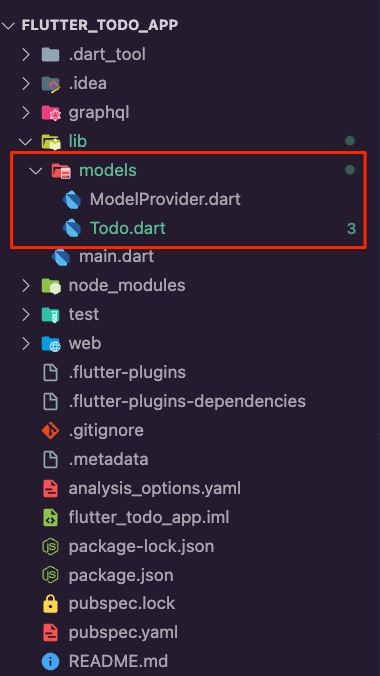 FLUTTER_TODO_APP
.dart_tool
.idea
graphql
lib
models
ModelProvider.dart
Todo.dart 3
main.dart
node_modules
test
web
.flutter-plugins
.flutter-plugins-dependencies
.gitignore
.metadata
analysis_options.yaml
flutter_todo_app.iml
package-lock.json
package.json
pubspec.lock
pubspec.yaml
README.md